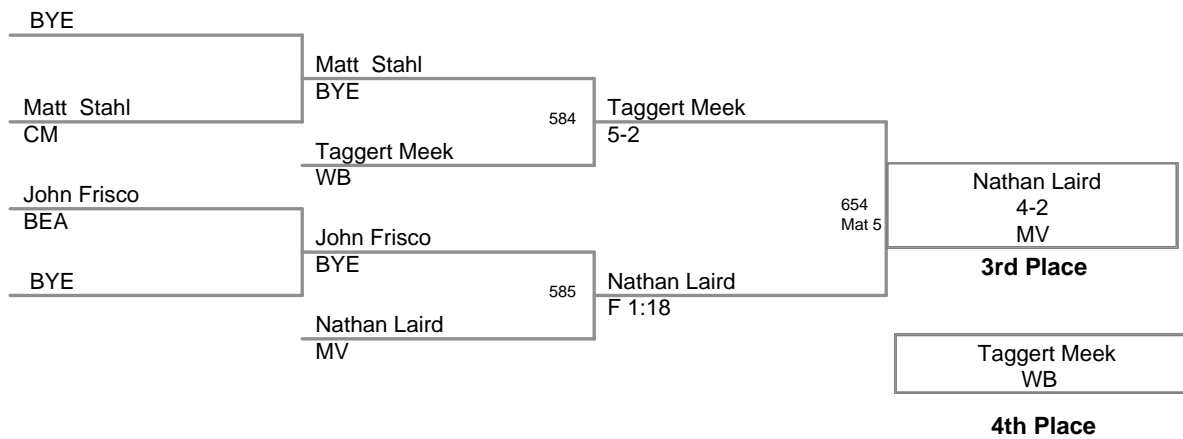 BYE
Matt  Stahl
CM
John Frisco
BEA
BYE
Matt  Stahl
BYE
584
Taggert Meek
WB
John Frisco
BYE
585
Nathan Laird
MV
Taggert Meek
5-2
654
Mat 5
Nathan Laird
F 1:18
Nathan Laird
4-2
MV
3rd Place
Taggert Meek
WB
4th Place